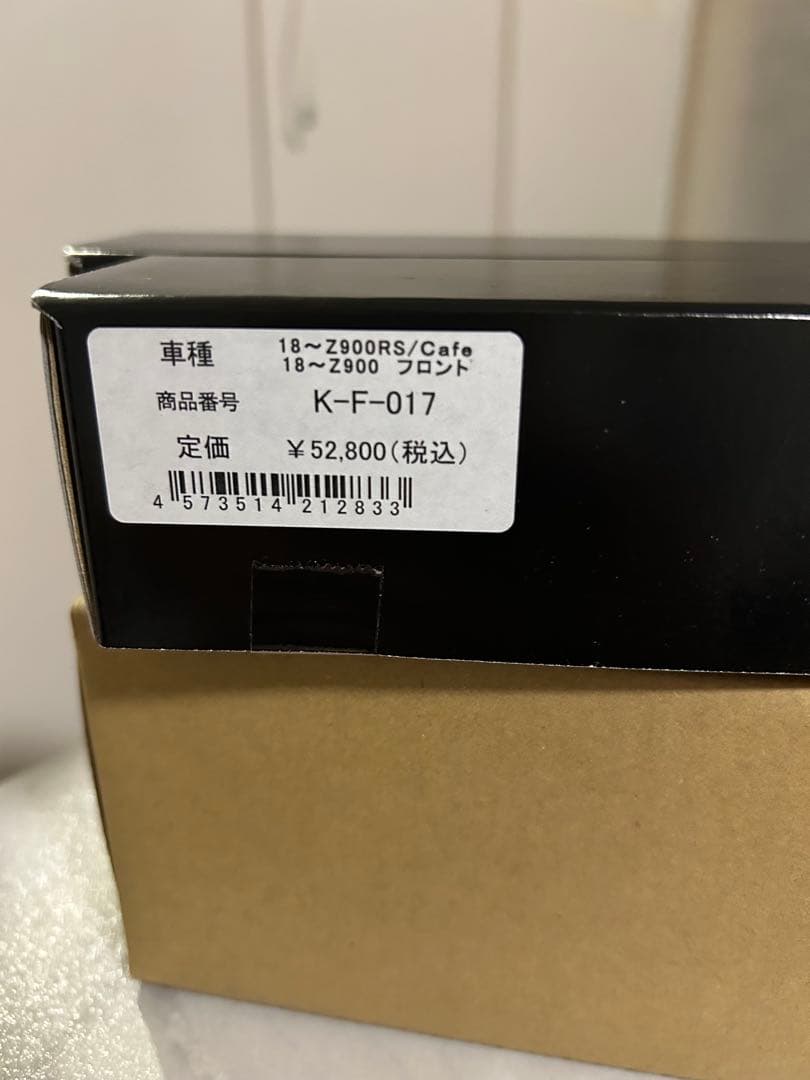 車種 18～Z900RS/Cafe
18～Z900 フロント
商品番号 K-F-017
定価 ￥52,800(税込)
4 573514 212833